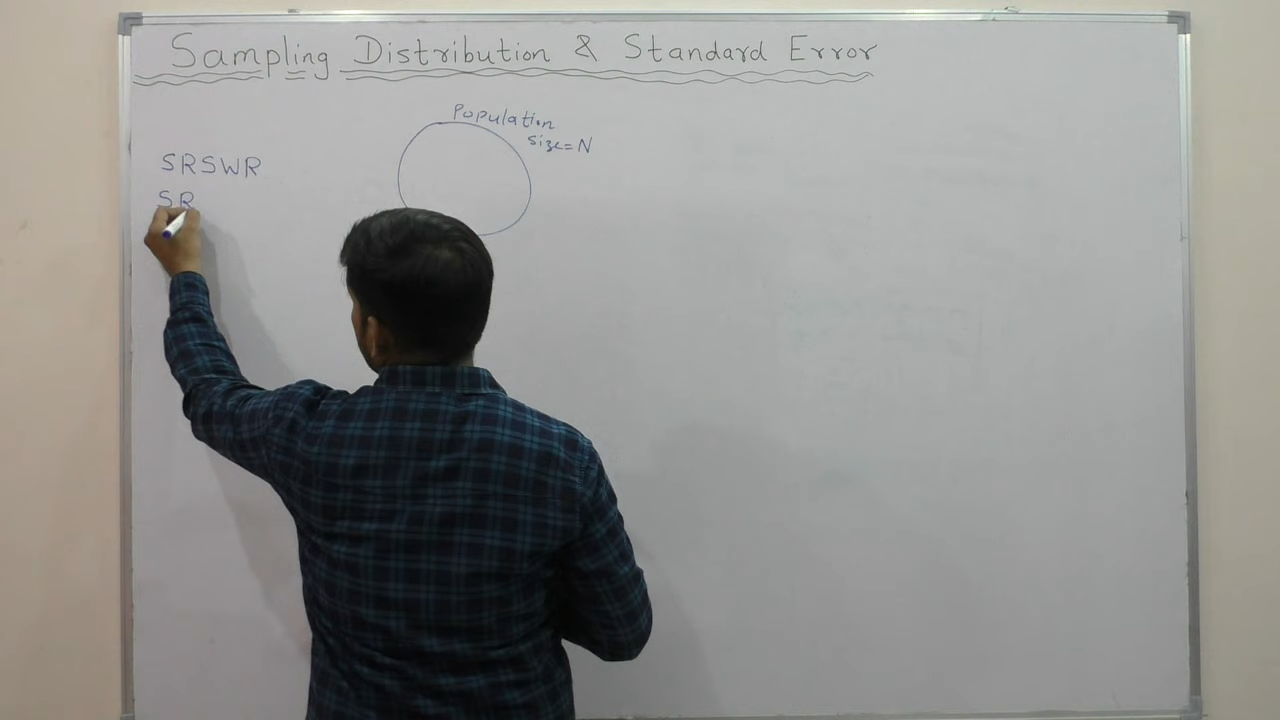 Sampling Distribution & Standard Error
Population
size = N
SRSWR
SR